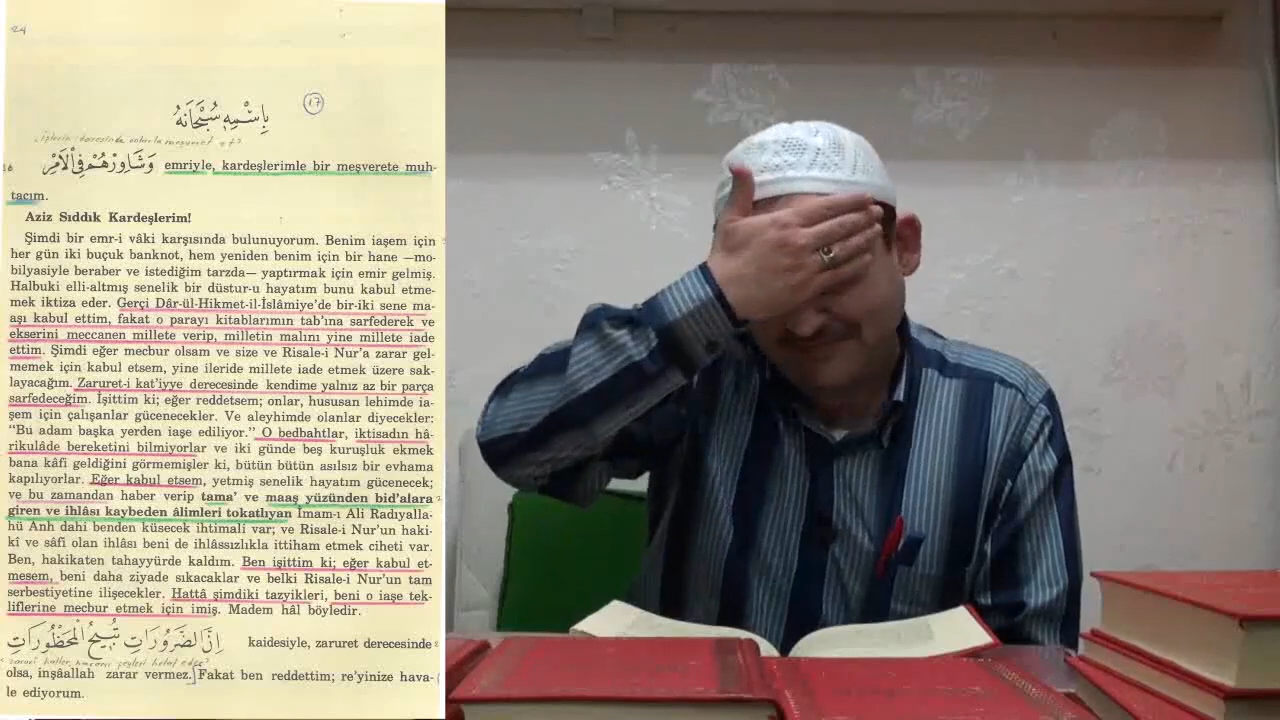 24
17
بِاسْمِهِ سُبْحَانَهُ
işlerin idaresinde onlarla meşveret et
16 وَشَاوِرْهُمْ فِى الْاَمْرِ emriyle, kardeşlerimle bir meşverete muh-
tacım.
Aziz Sıddık Kardeşlerim!
Şimdi bir emr-i vâki karşısında bulunuyorum. Benim iaşem için
her gün iki buçuk banknot, hem yeniden benim için bir hane —mo-
bilyasiyle beraber ve istediğim tarzda— yaptırmak için emir gelmiş.
Halbuki elli-altmış senelik bir düstur-u hayatım bunu kabul etme-
mek iktiza eder. Gerçi Dâr-ül-Hikmet-il-İslâmiye'de bir-iki sene ma-
aşı kabul ettim, fakat o parayı kitablarımın tab'ına sarfederek ve
ekserini meccanen millete verip, milletin malını yine millete iade
ettim. Şimdi eğer mecbur olsam ve size ve Risale-i Nur'a zarar gel-
memek için kabul etsem, yine ileride millete iade etmek üzere sak-
layacağım. Zaruret-i kat'iyye derecesinde kendime yalnız az bir parça
sarfedeceğim. İşittim ki; eğer reddetsem; onlar, hususan lehimde ia-
şem için çalışanlar gücenecekler. Ve aleyhimde olanlar diyecekler:
"Bu adam başka yerden iaşe ediliyor." O bedbahtlar, iktisadın hâ-
rikulâde bereketini bilmiyorlar ve iki günde beş kuruşluk ekmek
bana kâfi geldiğini görmemişler ki, bütün bütün asılsız bir evhama
kapılıyorlar. Eğer kabul etsem, yetmiş senelik hayatım gücenecek;
ve bu zamandan haber verip tama' ve maaş yüzünden bid'alara
giren ve ihlâsı kaybeden âlimleri tokatlıyan İmam-ı Ali Radıyalla-
hü Anh dahi benden küsecek ihtimali var; ve Risale-i Nur'un haki-
kî ve sâfi olan ihlâsı beni de ihlâssızlıkla ittiham etmek ciheti var.
Ben, hakikaten tahayyürde kaldım. Ben işittim ki; eğer kabul et-
mesem, beni daha ziyade sıkacaklar ve belki Risale-i Nur'un tam
serbestiyetine ilişecekler. Hattâ şimdiki tazyikleri, beni o iaşe tek-
liflerine mecbur etmek için imiş. Madem hâl böyledir.
اِنَّ الضَّرُورَاتِ تُبِيحُ الْمَحْظُورَاتِ kaidesiyle, zaruret derecesinde
zaruri haller, haram şeyleri helal eder
olsa, inşâallah zarar vermez.] Fakat ben reddettim; re'yinize hava-
le ediyorum.